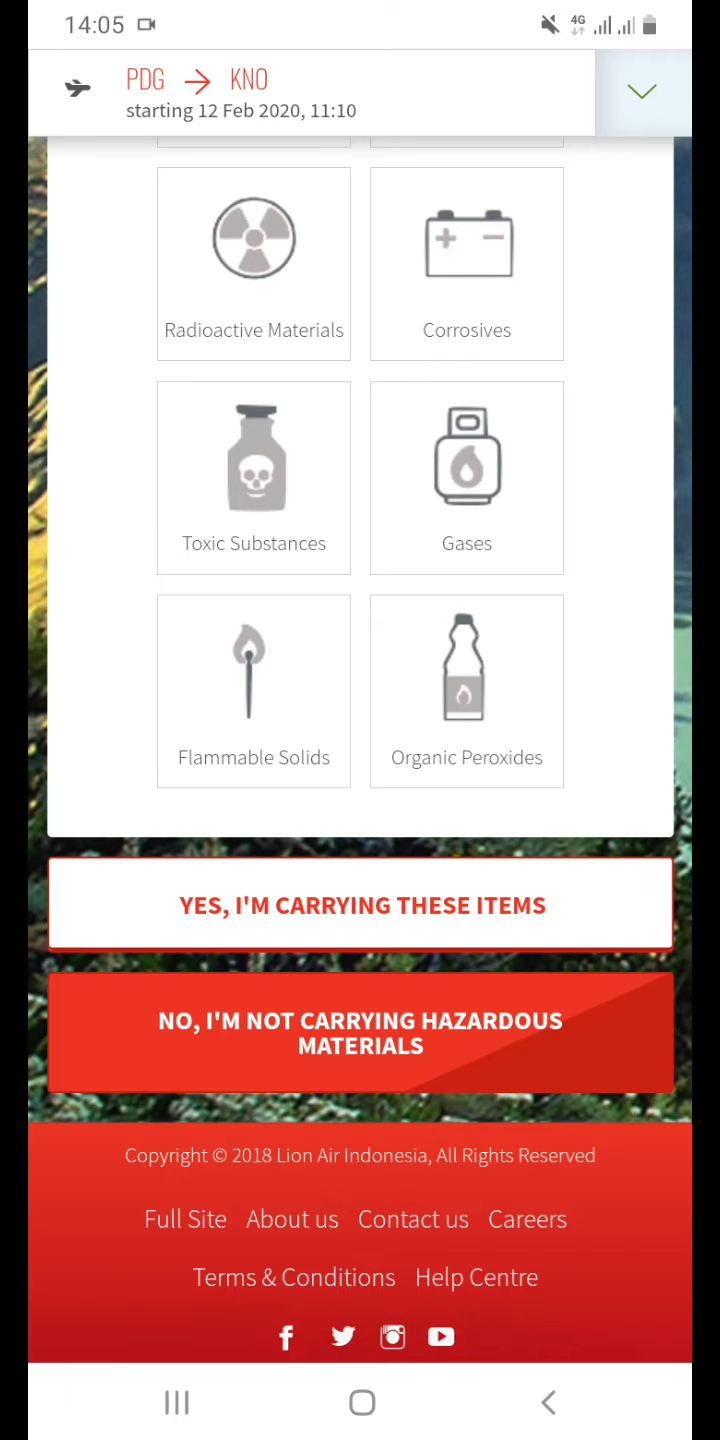 14:05 4G
PDG → KNO
starting 12 Feb 2020, 11:10
Radioactive Materials Corrosives
Toxic Substances Gases
Flammable Solids Organic Peroxides
YES, I'M CARRYING THESE ITEMS
NO, I'M NOT CARRYING HAZARDOUS
MATERIALS
Copyright © 2018 Lion Air Indonesia, All Rights Reserved
Full Site About us Contact us Careers
Terms & Conditions Help Centre